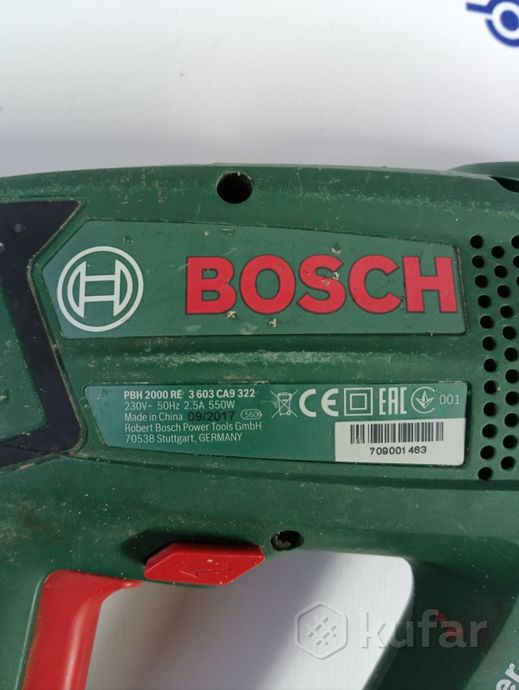 BOSCH
PBH 2000 RE 3 603 CA9 322
230V~ 50Hz 2.5A 550W
Made in China 09/2017 560
Robert Bosch Power Tools GmbH
70538 Stuttgart, GERMANY
CE EAC 001
709001463
kufar